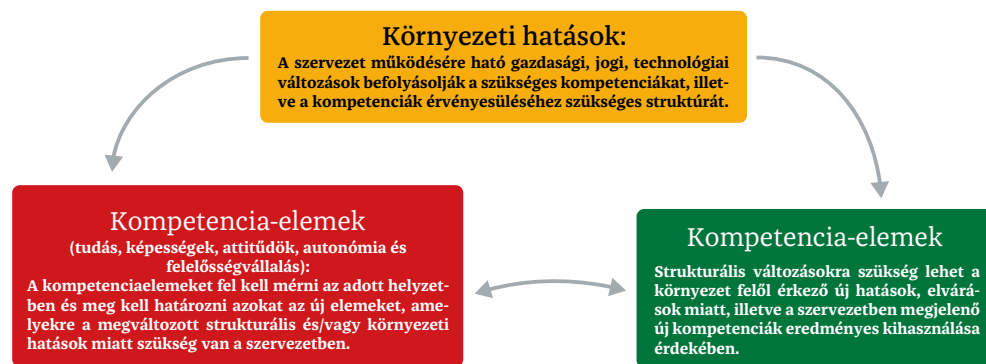 Környezeti hatások:
A szervezet működésére ható gazdasági, jogi, technológiai
változások befolyásolják a szükséges kompetenciákat, illet-
ve a kompetenciák érvényesüléséhez szükséges struktúrát.
Kompetencia-elemek
(tudás, képességek, attitűdök, autonómia és
felelősségvállalás):
A kompetenciaelemeket fel kell mérni az adott helyzet-
ben és meg kell határozni azokat az új elemeket, ame-
lyekre a megváltozott strukturális és/vagy környezeti
hatások miatt szükség van a szervezetben.
Kompetencia-elemek
Strukturális változásokra szükség lehet a
környezet felől érkező új hatások, elvárá-
sok miatt, illetve a szervezetben megjelenő
új kompetenciák eredményes kihasználása
érdekében.